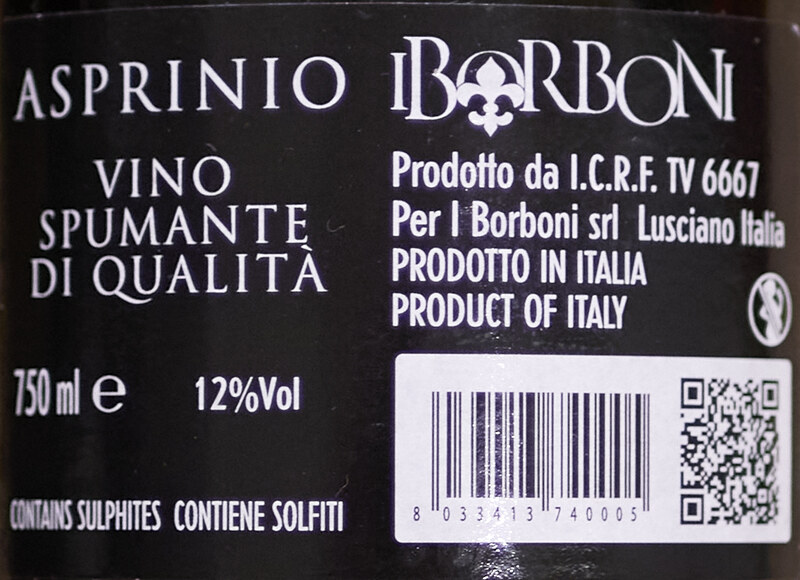 ASPRINIO
VINO
SPUMANTE
DI QUALITÀ
750 ml e 12%Vol
CONTAINS SULPHITES CONTIENE SOLFITI
I BORBONI
Prodotto da I.C.R.F. TV 6667
Per I Borboni srl Lusciano Italia
PRODOTTO IN ITALIA
PRODUCT OF ITALY
8 033413 740005